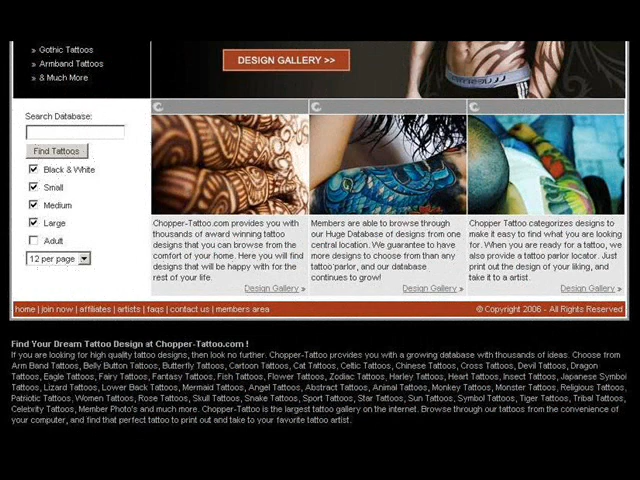 » Gothic Tattoos
» Armband Tattoos
» & Much More
DESIGN GALLERY >>
Search Database:
Find Tattoos
Black & White
Small
Medium
Large
Adult
12 per page
Chopper-Tattoo.com provides you with
thousands of award winning tattoo
designs that you can browse from the
comfort of your home. Here you will find
designs that will be happy with for the
rest of your life.
Design Gallery »
Members are able to browse through
our Huge Database of designs from one
central location. We guarantee to have
more designs to choose from than any
tattoo parlor, and our database
continues to grow!
Design Gallery »
Chopper Tattoo categorizes designs to
make it easy to find what you are looking
for. When you are ready for a tattoo, we
also provide a tattoo parlor locator. Just
print out the design of your liking, and
take it to a artist.
Design Gallery »
home | join now | affiliates | artists | faqs | contact us | members area
© Copyright 2006 - All Rights Reserved
Find Your Dream Tattoo Design at Chopper-Tattoo.com !
If you are looking for high quality tattoo designs, then look no further. Chopper-Tattoo provides you with a growing database with thousands of ideas. Choose from
Arm Band Tattoos, Belly Button Tattoos, Butterfly Tattoos, Cartoon Tattoos, Cat Tattoos, Celtic Tattoos, Chinese Tattoos, Cross Tattoos, Devil Tattoos, Dragon
Tattoos, Eagle Tattoos, Fairy Tattoos, Fantasy Tattoos, Fish Tattoos, Flower Tattoos, Zodiac Tattoos, Harley Tattoos, Heart Tattoos, Insect Tattoos, Japanese Symbol
Tattoos, Lizard Tattoos, Lower Back Tattoos, Mermaid Tattoos, Angel Tattoos, Abstract Tattoos, Animal Tattoos, Monkey Tattoos, Monster Tattoos, Religious Tattoos,
Patriotic Tattoos, Women Tattoos, Rose Tattoos, Skull Tattoos, Snake Tattoos, Sport Tattoos, Star Tattoos, Sun Tattoos, Symbol Tattoos, Tiger Tattoos, Tribal Tattoos,
Celebrity Tattoos, Member Photo's and much more. Chopper-Tattoo is the largest tattoo gallery on the internet. Browse through our tattoos from the convenience of
your computer, and find that perfect tattoo to print out and take to your favorite tattoo artist.